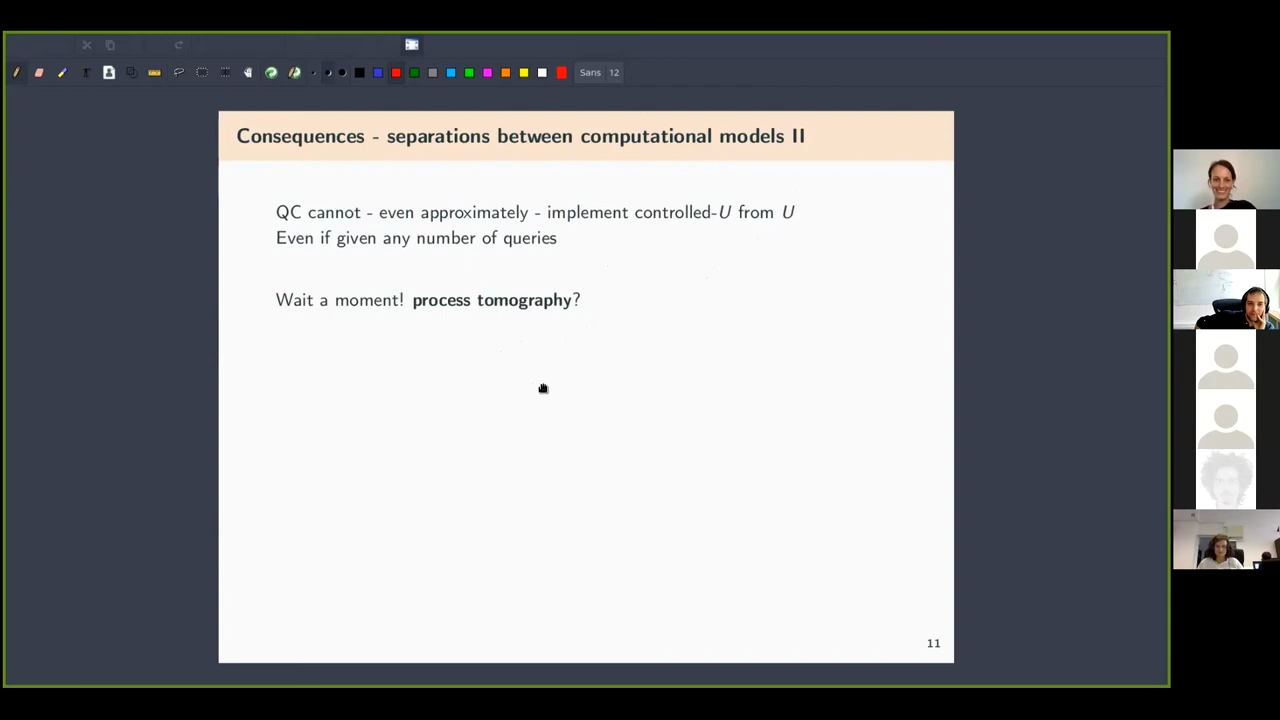 Sans 12
Consequences - separations between computational models II
QC cannot - even approximately - implement controlled-U from U
Even if given any number of queries
Wait a moment! process tomography?
11